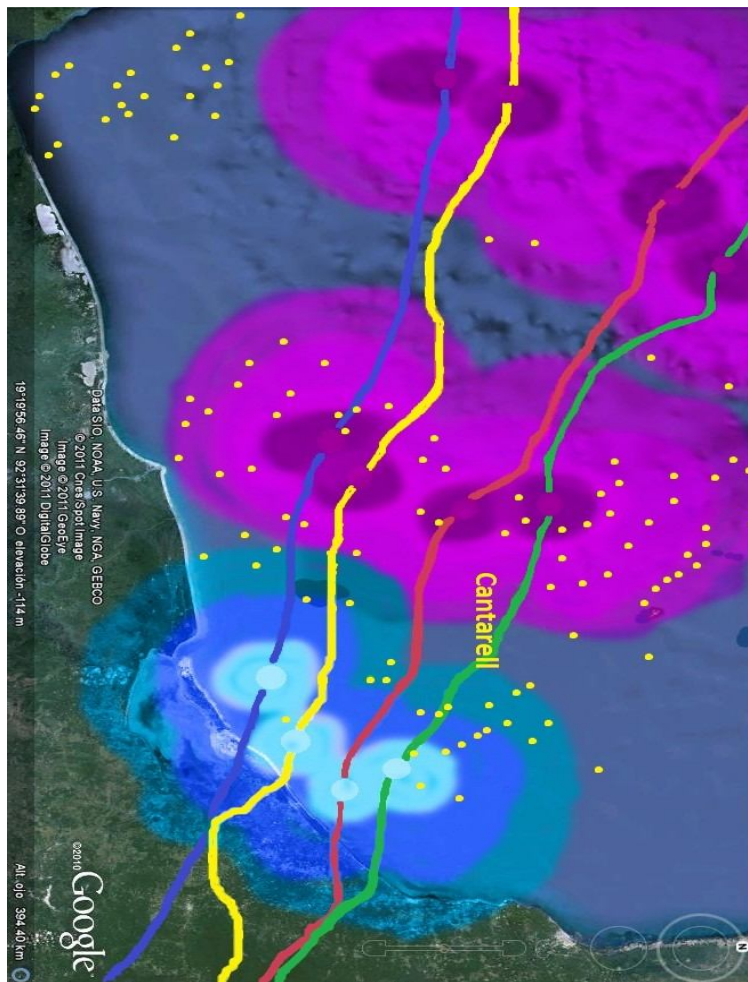 Cantarell
Data SIO, NOAA, U.S. Navy, NGA, GEBCO
© 2011 Cnes/Spot Image
Image © 2011 GeoEye
Image © 2011 DigitalGlobe
©2010 Google™
19°19'56.46" N 92°31'39.89" O elevación -114 m
Alt. ojo 394.40 km
N